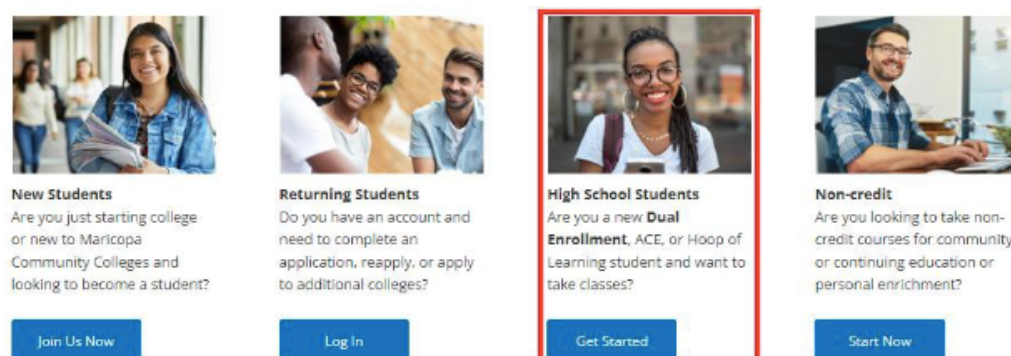 New Students
Are you just starting college
or new to Maricopa
Community Colleges and
looking to become a student?
Join Us Now
Returning Students
Do you have an account and
need to complete an
application, reapply, or apply
to additional colleges?
Log In
High School Students
Are you a new Dual
Enrollment, ACE, or Hoop of
Learning student and want to
take classes?
Get Started
Non-credit
Are you looking to take non-
credit courses for community
or continuing education or
personal enrichment?
Start Now